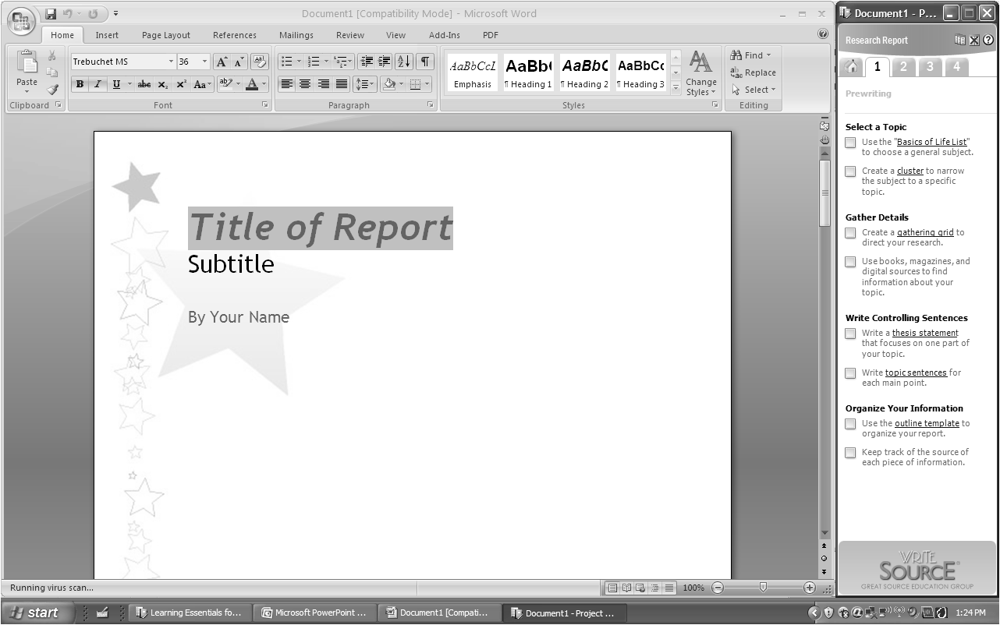 Document1 [Compatibility Mode] - Microsoft Word
Home Insert Page Layout References Mailings Review View Add-Ins PDF
Paste
Clipboard
Trebuchet MS 36
B I U abc X₂ X² Aa
Font
Paragraph
AaBbCcI AaBb( AaBbC AaBbCc
Emphasis ¶ Heading 1 ¶ Heading 2 ¶ Heading 3
Change
Styles
Styles
Find
Replace
Select
Editing
Title of Report
Subtitle
By Your Name
Document1 - P...
Research Report
1 2 3 4
Prewriting
Select a Topic
Use the "Basics of Life List"
to choose a general subject.
Create a cluster to narrow
the subject to a specific
topic.
Gather Details
Create a gathering grid to
direct your research.
Use books, magazines, and
digital sources to find
information about your
topic.
Write Controlling Sentences
Write a thesis statement
that focuses on one part of
your topic.
Write topic sentences for
each main point.
Organize Your Information
Use the outline template to
organize your report.
Keep track of the source of
each piece of information.
WRITE
SOURCE®
GREAT SOURCE EDUCATION GROUP
Running virus scan...
100%
start
Learning Essentials fo...
Microsoft PowerPoint ...
Document1 [Compati...
Document1 - Project ...
1:24 PM